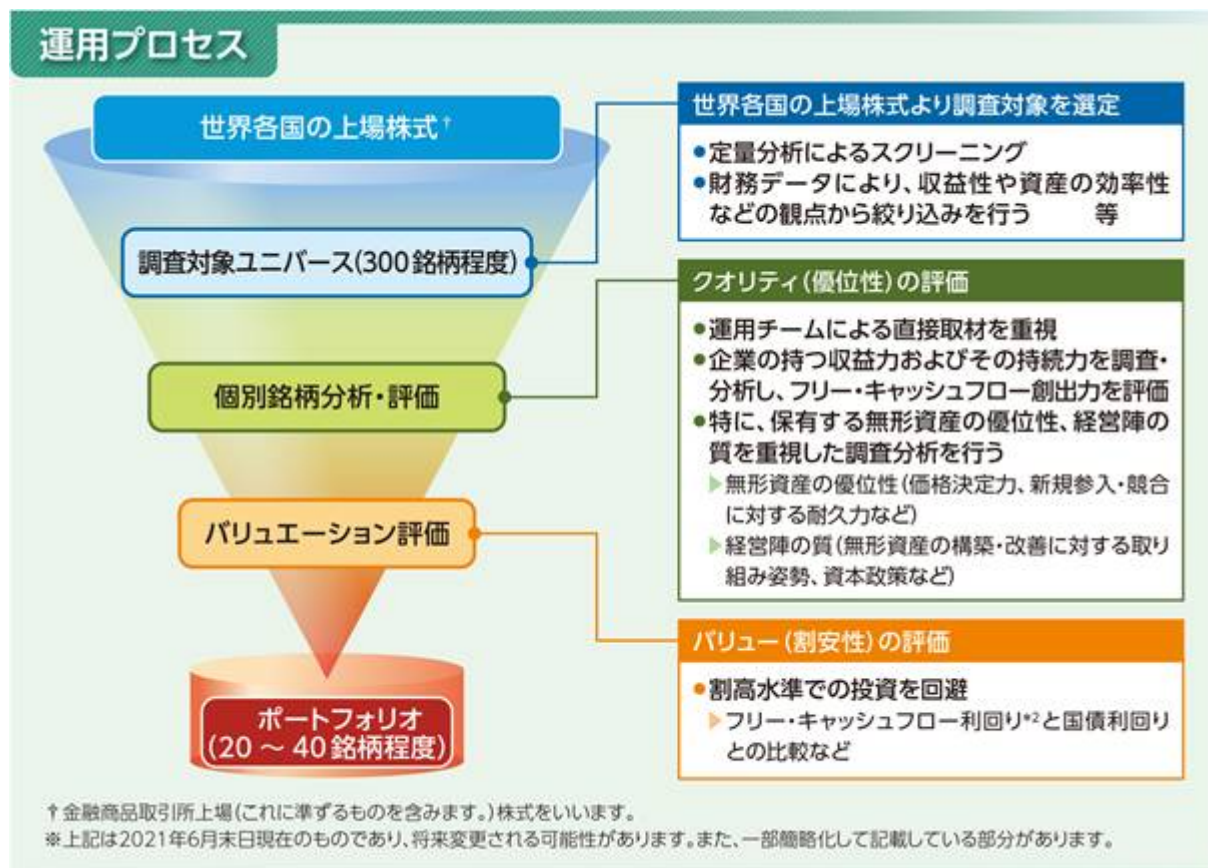 運用プロセス
世界各国の上場株式†
調査対象ユニバース(300銘柄程度)
個別銘柄分析・評価
バリュエーション評価
ポートフォリオ
(20 ～ 40銘柄程度)
世界各国の上場株式より調査対象を選定
●定量分析によるスクリーニング
●財務データにより、収益性や資産の効率性
などの観点から絞り込みを行う 等
クオリティ(優位性)の評価
●運用チームによる直接取材を重視
●企業の持つ収益力およびその持続力を調査・
分析し、フリー・キャッシュフロー創出力を評価
●特に、保有する無形資産の優位性、経営陣の
質を重視した調査分析を行う
▶無形資産の優位性(価格決定力、新規参入・競合
に対する耐久力など)
▶経営陣の質(無形資産の構築・改善に対する取り
組み姿勢、資本政策など)
バリュー(割安性)の評価
●割高水準での投資を回避
▶フリー・キャッシュフロー利回り*2と国債利回り
との比較など
†金融商品取引所上場(これに準ずるものを含みます。)株式をいいます。
※上記は2021年6月末日現在のものであり、将来変更される可能性があります。また、一部簡略化して記載している部分があります。